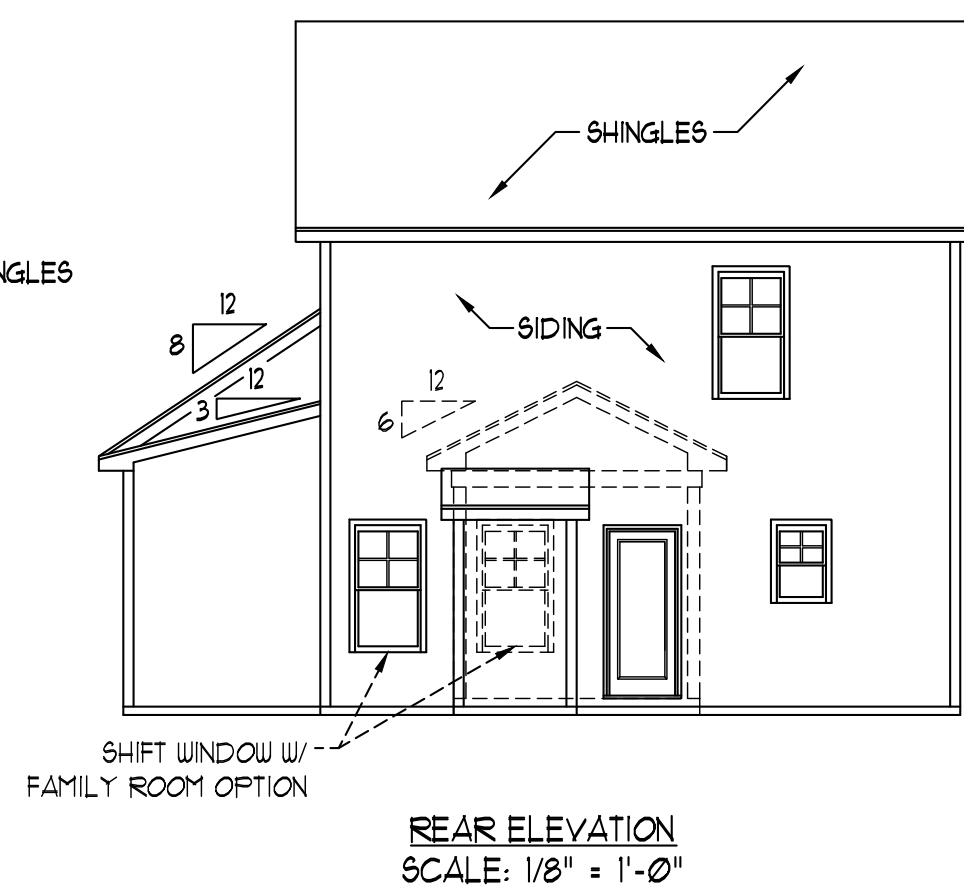 SHINGLES
NGLES
12
8
SIDING
12
3
12
6
SHIFT WINDOW W/
FAMILY ROOM OPTION
REAR ELEVATION
SCALE: 1/8" = 1'-0"